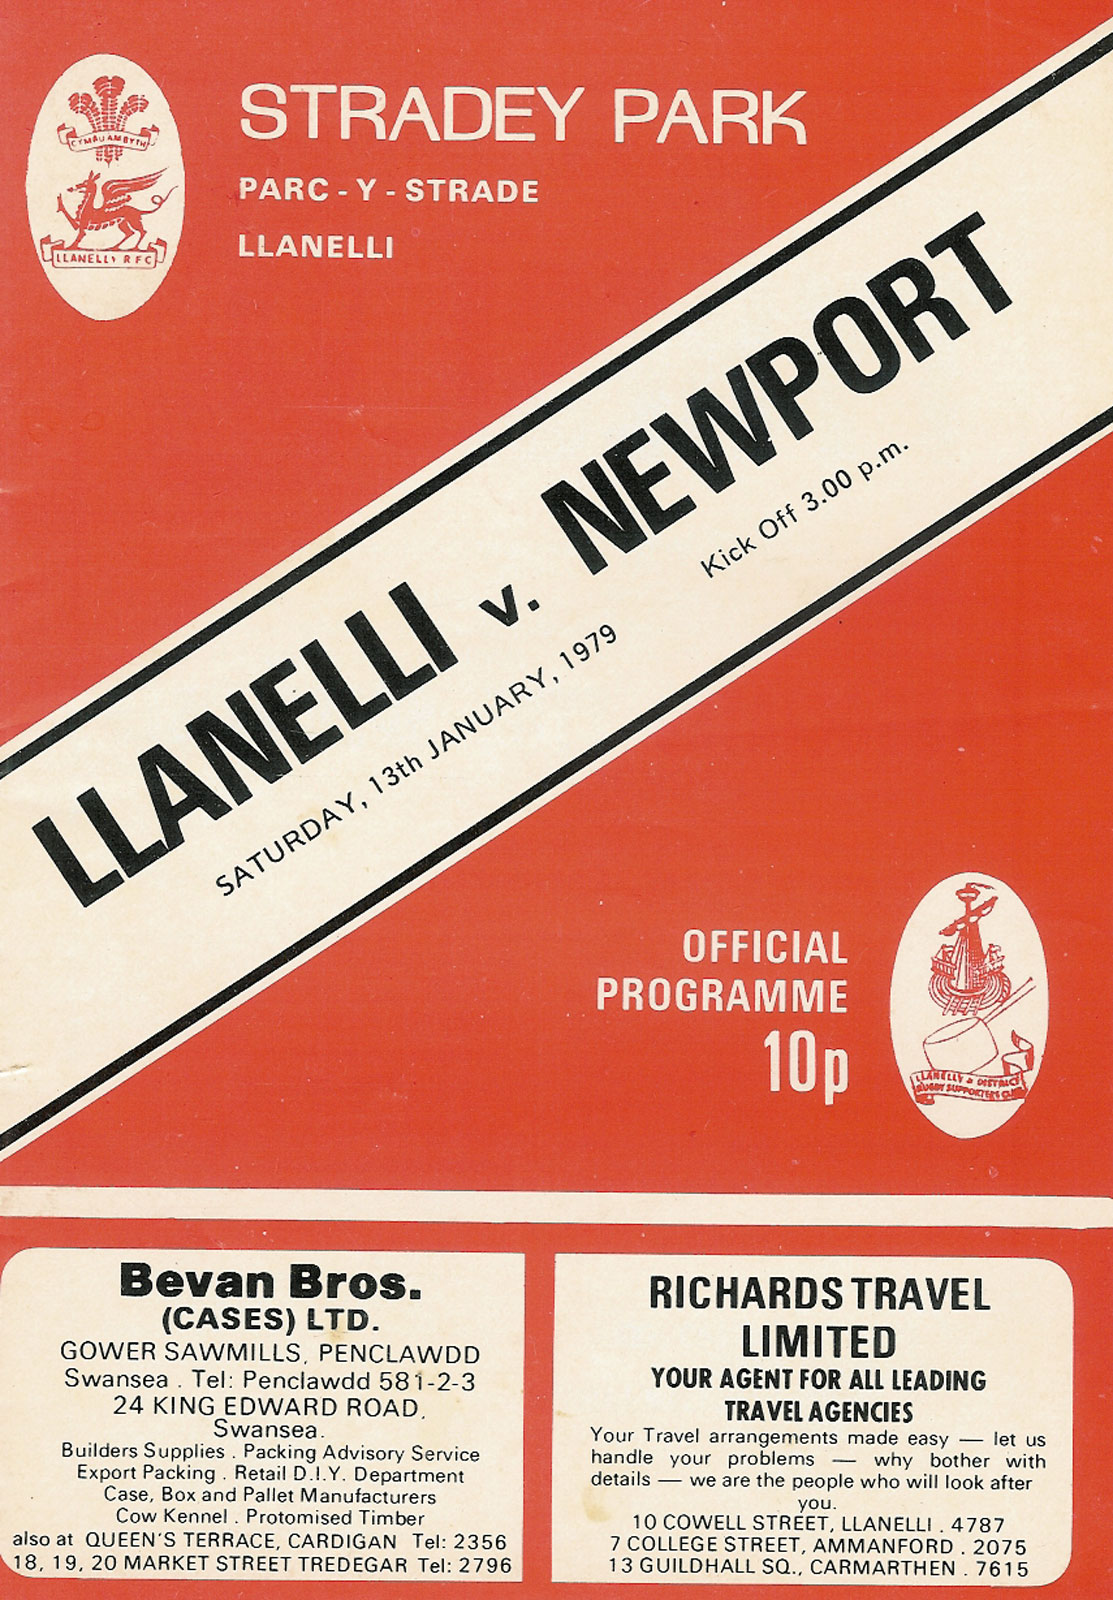 CYMRU AM BYTH
LLANELLY RFC
STRADEY PARK
PARC - Y - STRADE
LLANELLI
LLANELLI v. NEWPORT
SATURDAY, 13th JANUARY, 1979
Kick Off 3.00 p.m.
OFFICIAL
PROGRAMME
10p
LLANELLY & DISTRICT
RUGBY SUPPORTERS CLUB
Bevan Bros.
(CASES) LTD.
GOWER SAWMILLS, PENCLAWDD
Swansea . Tel: Penclawdd 581-2-3
24 KING EDWARD ROAD,
Swansea.
Builders Supplies . Packing Advisory Service
Export Packing . Retail D.I.Y. Department
Case, Box and Pallet Manufacturers
Cow Kennel . Protomised Timber
also at QUEEN'S TERRACE, CARDIGAN Tel: 2356
18, 19, 20 MARKET STREET TREDEGAR Tel: 2796
RICHARDS TRAVEL
LIMITED
YOUR AGENT FOR ALL LEADING
TRAVEL AGENCIES
Your Travel arrangements made easy — let us
handle your problems — why bother with
details — we are the people who will look after
you.
10 COWELL STREET, LLANELLI . 4787
7 COLLEGE STREET, AMMANFORD . 2075
13 GUILDHALL SQ., CARMARTHEN . 7615